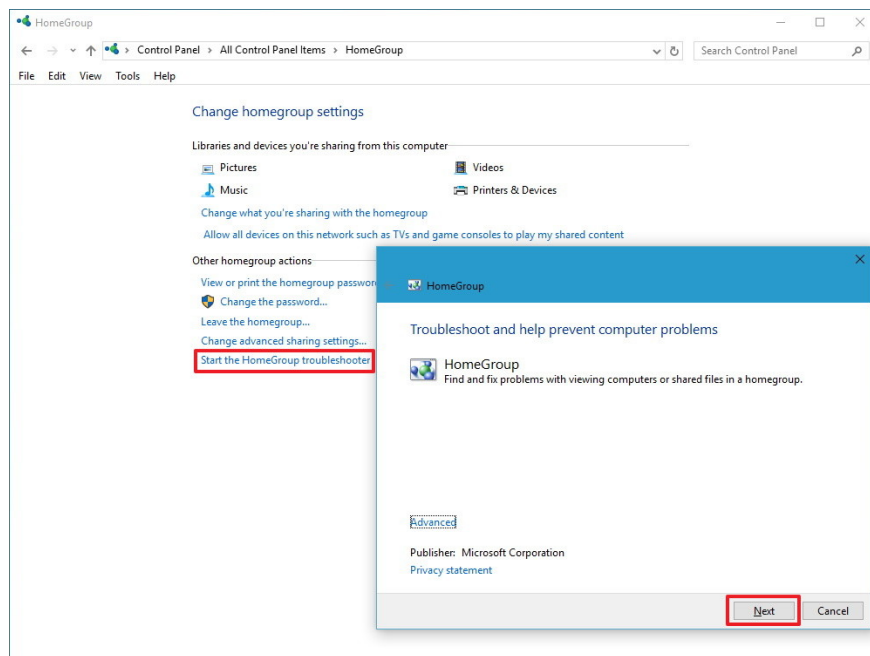 HomeGroup
Control Panel > All Control Panel Items > HomeGroup
Search Control Panel
File Edit View Tools Help
Change homegroup settings
Libraries and devices you're sharing from this computer
Pictures Videos
Music Printers & Devices
Change what you're sharing with the homegroup
Allow all devices on this network such as TVs and game consoles to play my shared content
Other homegroup actions
View or print the homegroup password
Change the password...
Leave the homegroup...
Change advanced sharing settings...
Start the HomeGroup troubleshooter
HomeGroup
Troubleshoot and help prevent computer problems
HomeGroup
Find and fix problems with viewing computers or shared files in a homegroup.
Advanced
Publisher: Microsoft Corporation
Privacy statement
Next Cancel